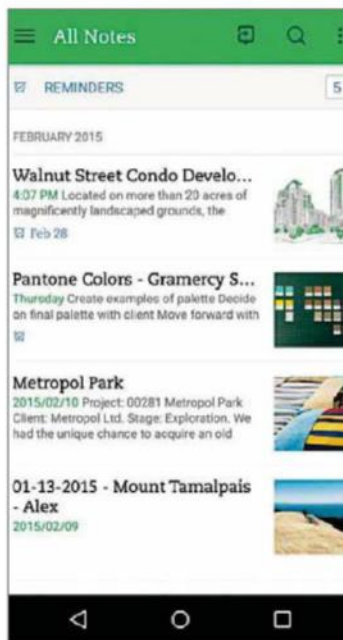 All Notes
REMINDERS
5
FEBRUARY 2015
Walnut Street Condo Develo...
4:07 PM Located on more than 20 acres of
magnificently landscaped grounds, the
Feb 28
Pantone Colors - Gramercy S...
Thursday Create examples of palette Decide
on final palette with client Move forward with
Metropol Park
2015/02/10 Project: 00281 Metropol Park
Client: Metropol Ltd. Stage: Exploration. We
had the unique chance to acquire an old
01-13-2015 - Mount Tamalpais
- Alex
2015/02/09